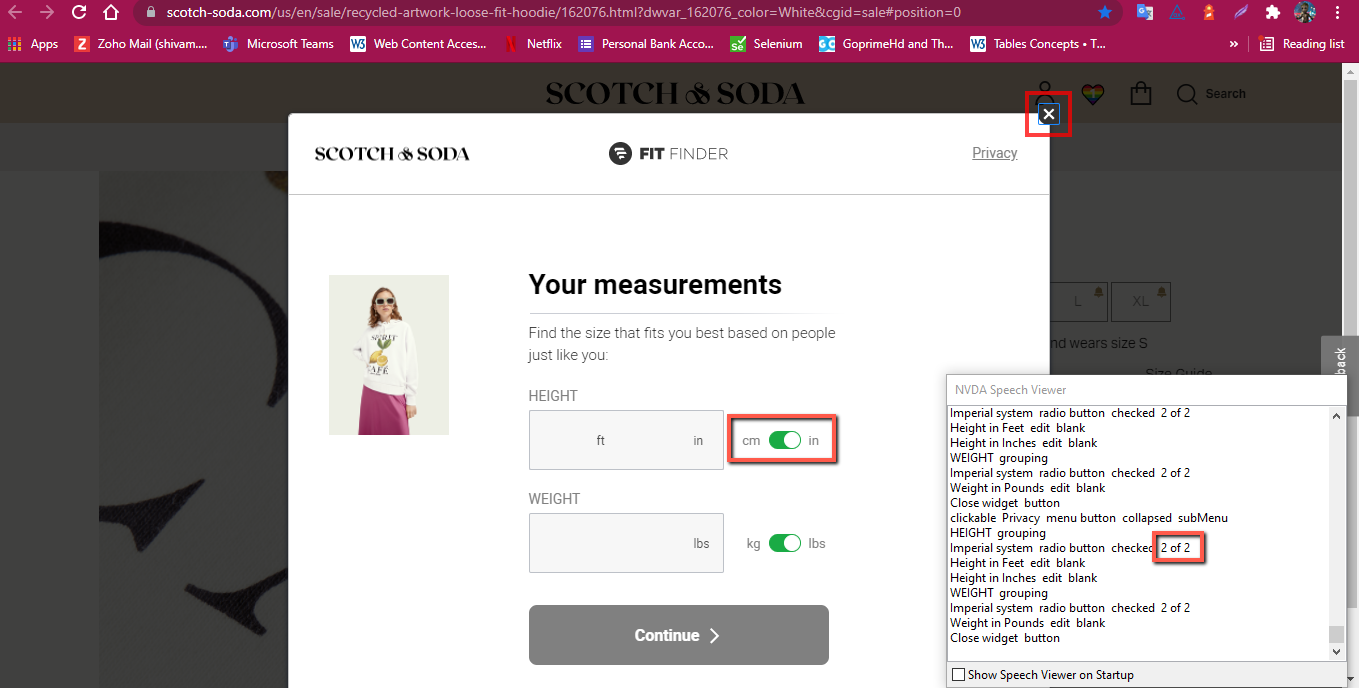 scotch-soda.com/us/en/sale/recycled-artwork-loose-fit-hoodie/162076.html?dwvar_162076_color=White&cgid=sale#position=0
Apps Zoho Mail (shivam.... Microsoft Teams Web Content Acces... Netflix Personal Bank Acco... Selenium GoprimeHd and Th... Tables Concepts • T... » Reading list
SCOTCH & SODA
Search
SCOTCH & SODA
FIT FINDER
Privacy
Your measurements
Find the size that fits you best based on people
just like you:
HEIGHT
ft in cm in
WEIGHT
lbs kg lbs
Continue
SPIRIT
CAFÉ
L XL
nd wears size S
Size Guide
back
NVDA Speech Viewer
Imperial system radio button checked 2 of 2
Height in Feet edit blank
Height in Inches edit blank
WEIGHT grouping
Imperial system radio button checked 2 of 2
Weight in Pounds edit blank
Close widget button
clickable Privacy menu button collapsed subMenu
HEIGHT grouping
Imperial system radio button checked 2 of 2
Height in Feet edit blank
Height in Inches edit blank
WEIGHT grouping
Imperial system radio button checked 2 of 2
Weight in Pounds edit blank
Close widget button
Show Speech Viewer on Startup